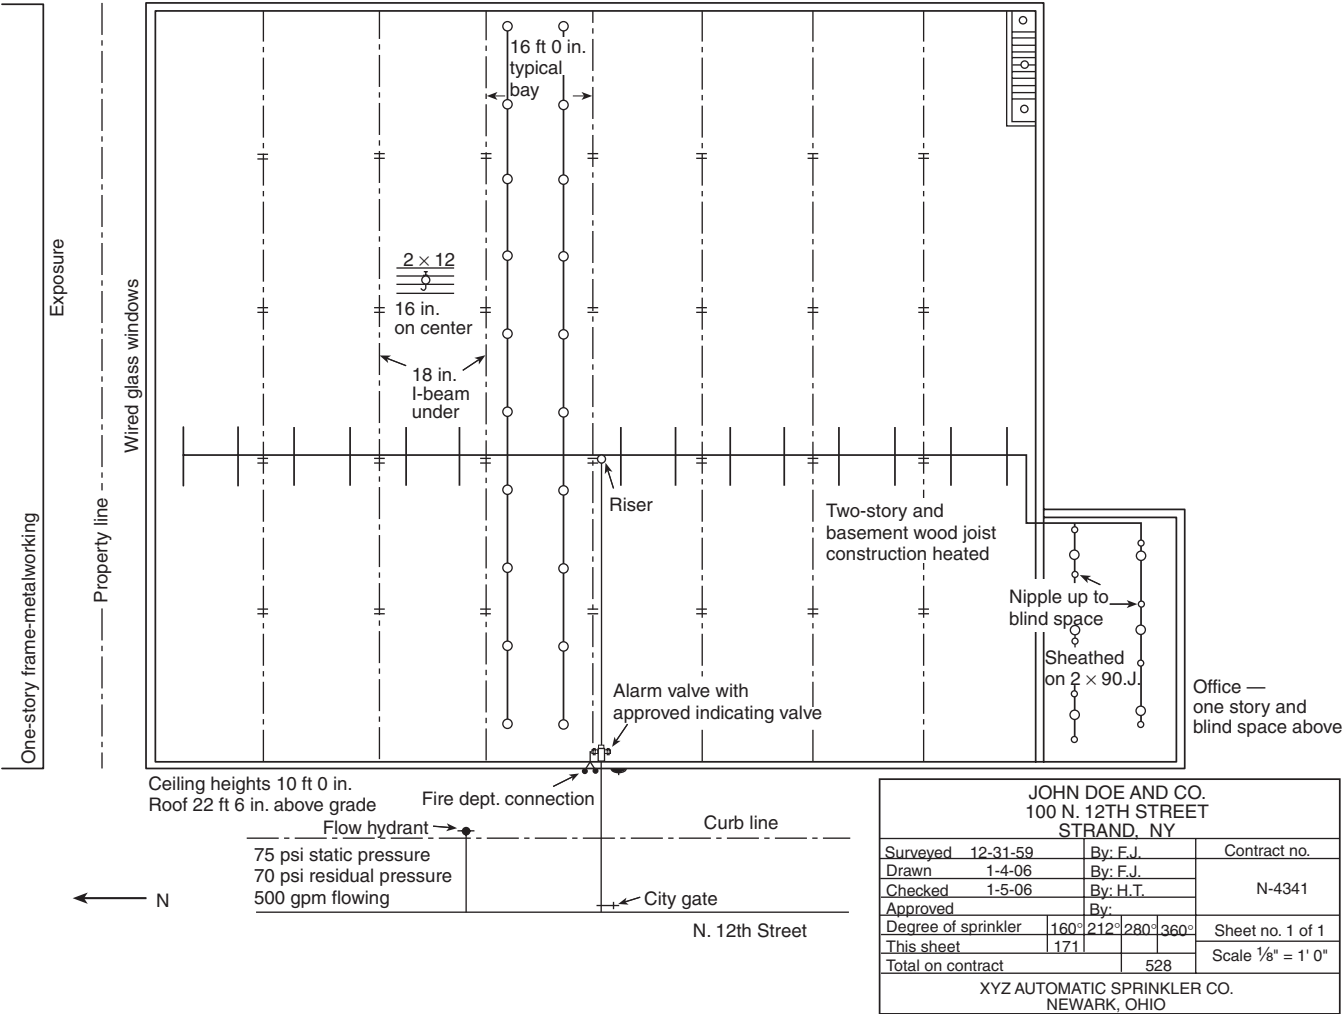 16 ft 0 in.
typical
bay
Exposure
Wired glass windows
2 × 12
16 in.
on center
18 in.
I-beam
under
One-story frame-metalworking
Property line
Riser
Two-story and
basement wood joist
construction heated
Nipple up to
blind space
Sheathed
on 2 × 90.J.
Office —
one story and
blind space above
Alarm valve with
approved indicating valve
Ceiling heights 10 ft 0 in.
Roof 22 ft 6 in. above grade
Fire dept. connection
Flow hydrant
Curb line
75 psi static pressure
70 psi residual pressure
500 gpm flowing
N
City gate
N. 12th Street
JOHN DOE AND CO.
100 N. 12TH STREET
STRAND, NY
Surveyed 12-31-59 By: F.J. Contract no.
Drawn 1-4-06 By: F.J.
Checked 1-5-06 By: H.T. N-4341
Approved By:
Degree of sprinkler 160° 212° 280° 360° Sheet no. 1 of 1
This sheet 171
Scale 1/8" = 1' 0"
Total on contract 528
XYZ AUTOMATIC SPRINKLER CO.
NEWARK, OHIO